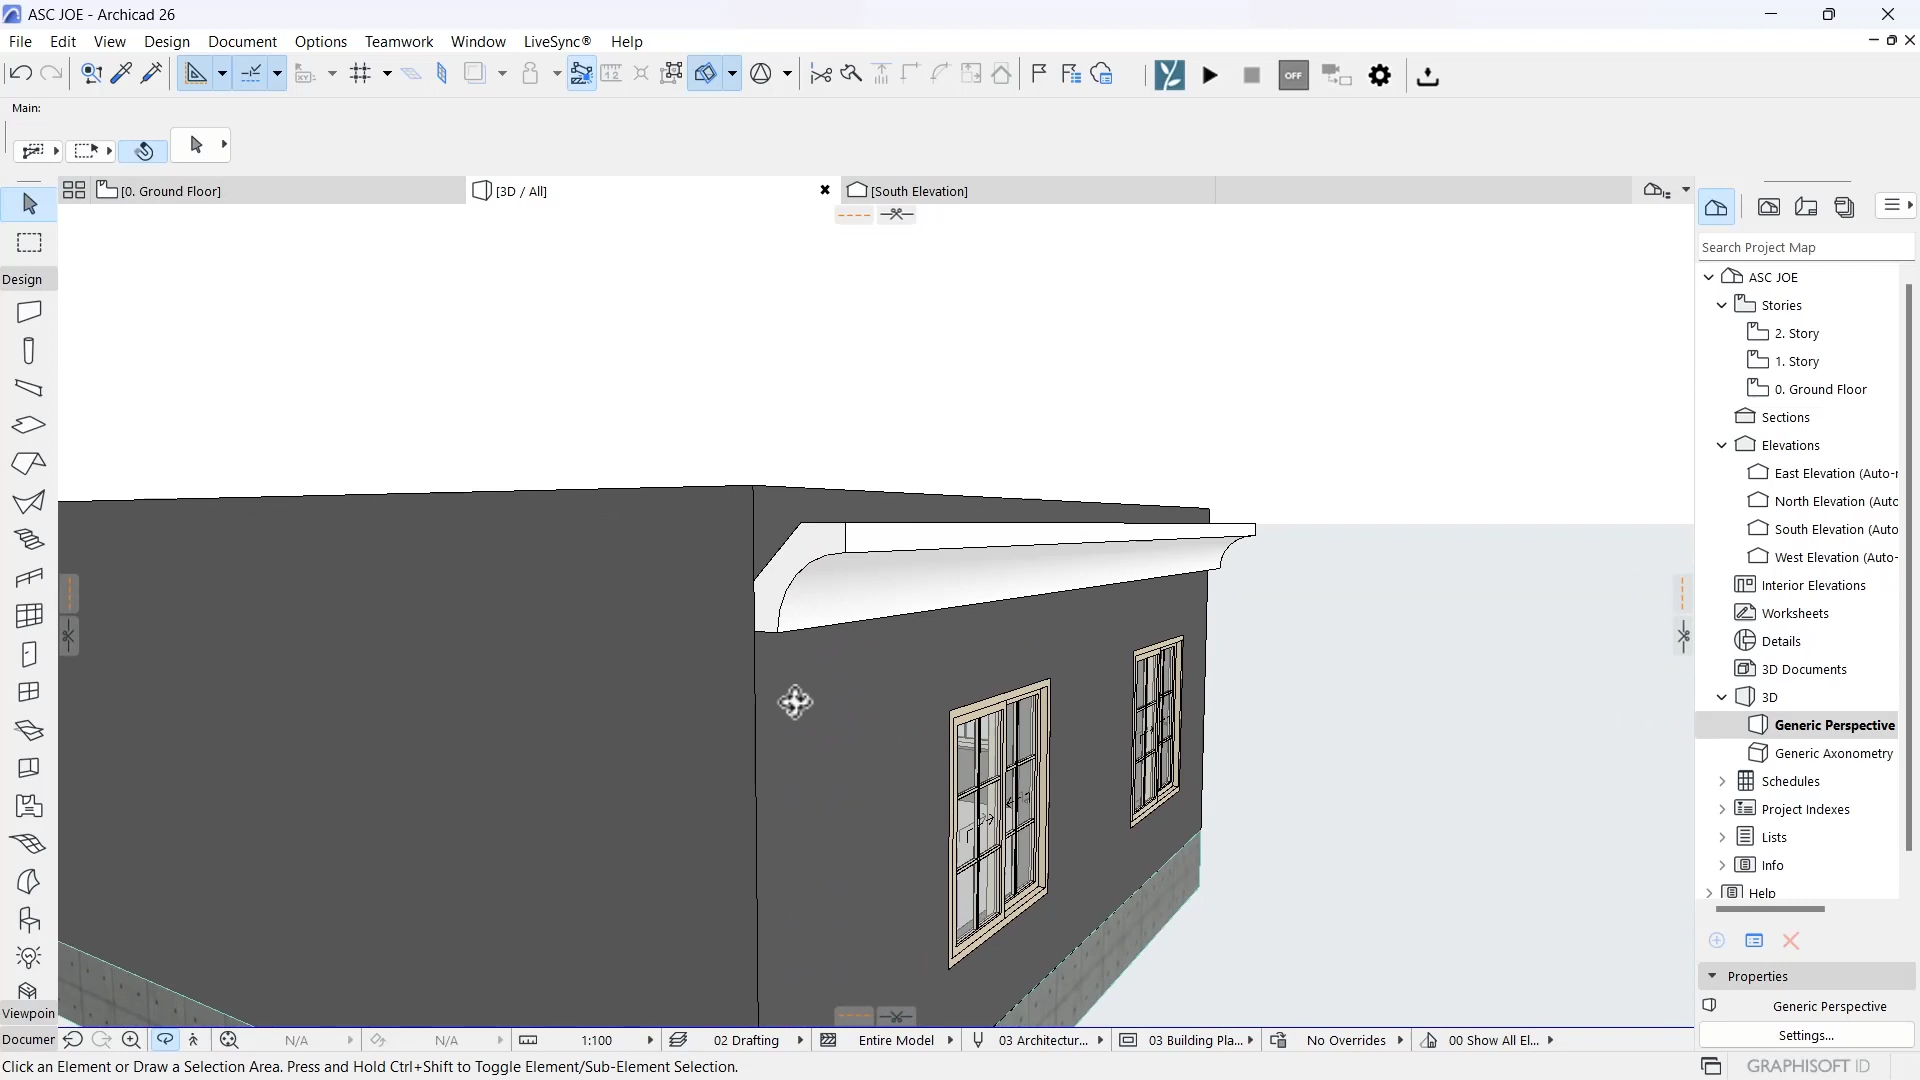 ASC JOE - Archicad 26
File Edit View Design Document Options Teamwork Window LiveSync® Help
OFF
Main:
[0. Ground Floor] [3D / All] [South Elevation]
Search Project Map
Design
ASC JOE
Stories
2. Story
1. Story
0. Ground Floor
Sections
Elevations
East Elevation (Auto-r
North Elevation (Auto
South Elevation (Auto
West Elevation (Auto-
Interior Elevations
Worksheets
Details
3D Documents
3D
Generic Perspective
Generic Axonometry
Schedules
Project Indexes
Lists
Info
Help
Properties
Generic Perspective
Settings...
Viewpoin
Documer
N/A N/A 1:100 02 Drafting Entire Model 03 Architectur... 03 Building Pla... No Overrides 00 Show All El...
Click an Element or Draw a Selection Area. Press and Hold Ctrl+Shift to Toggle Element/Sub-Element Selection.
GRAPHISOFT ID